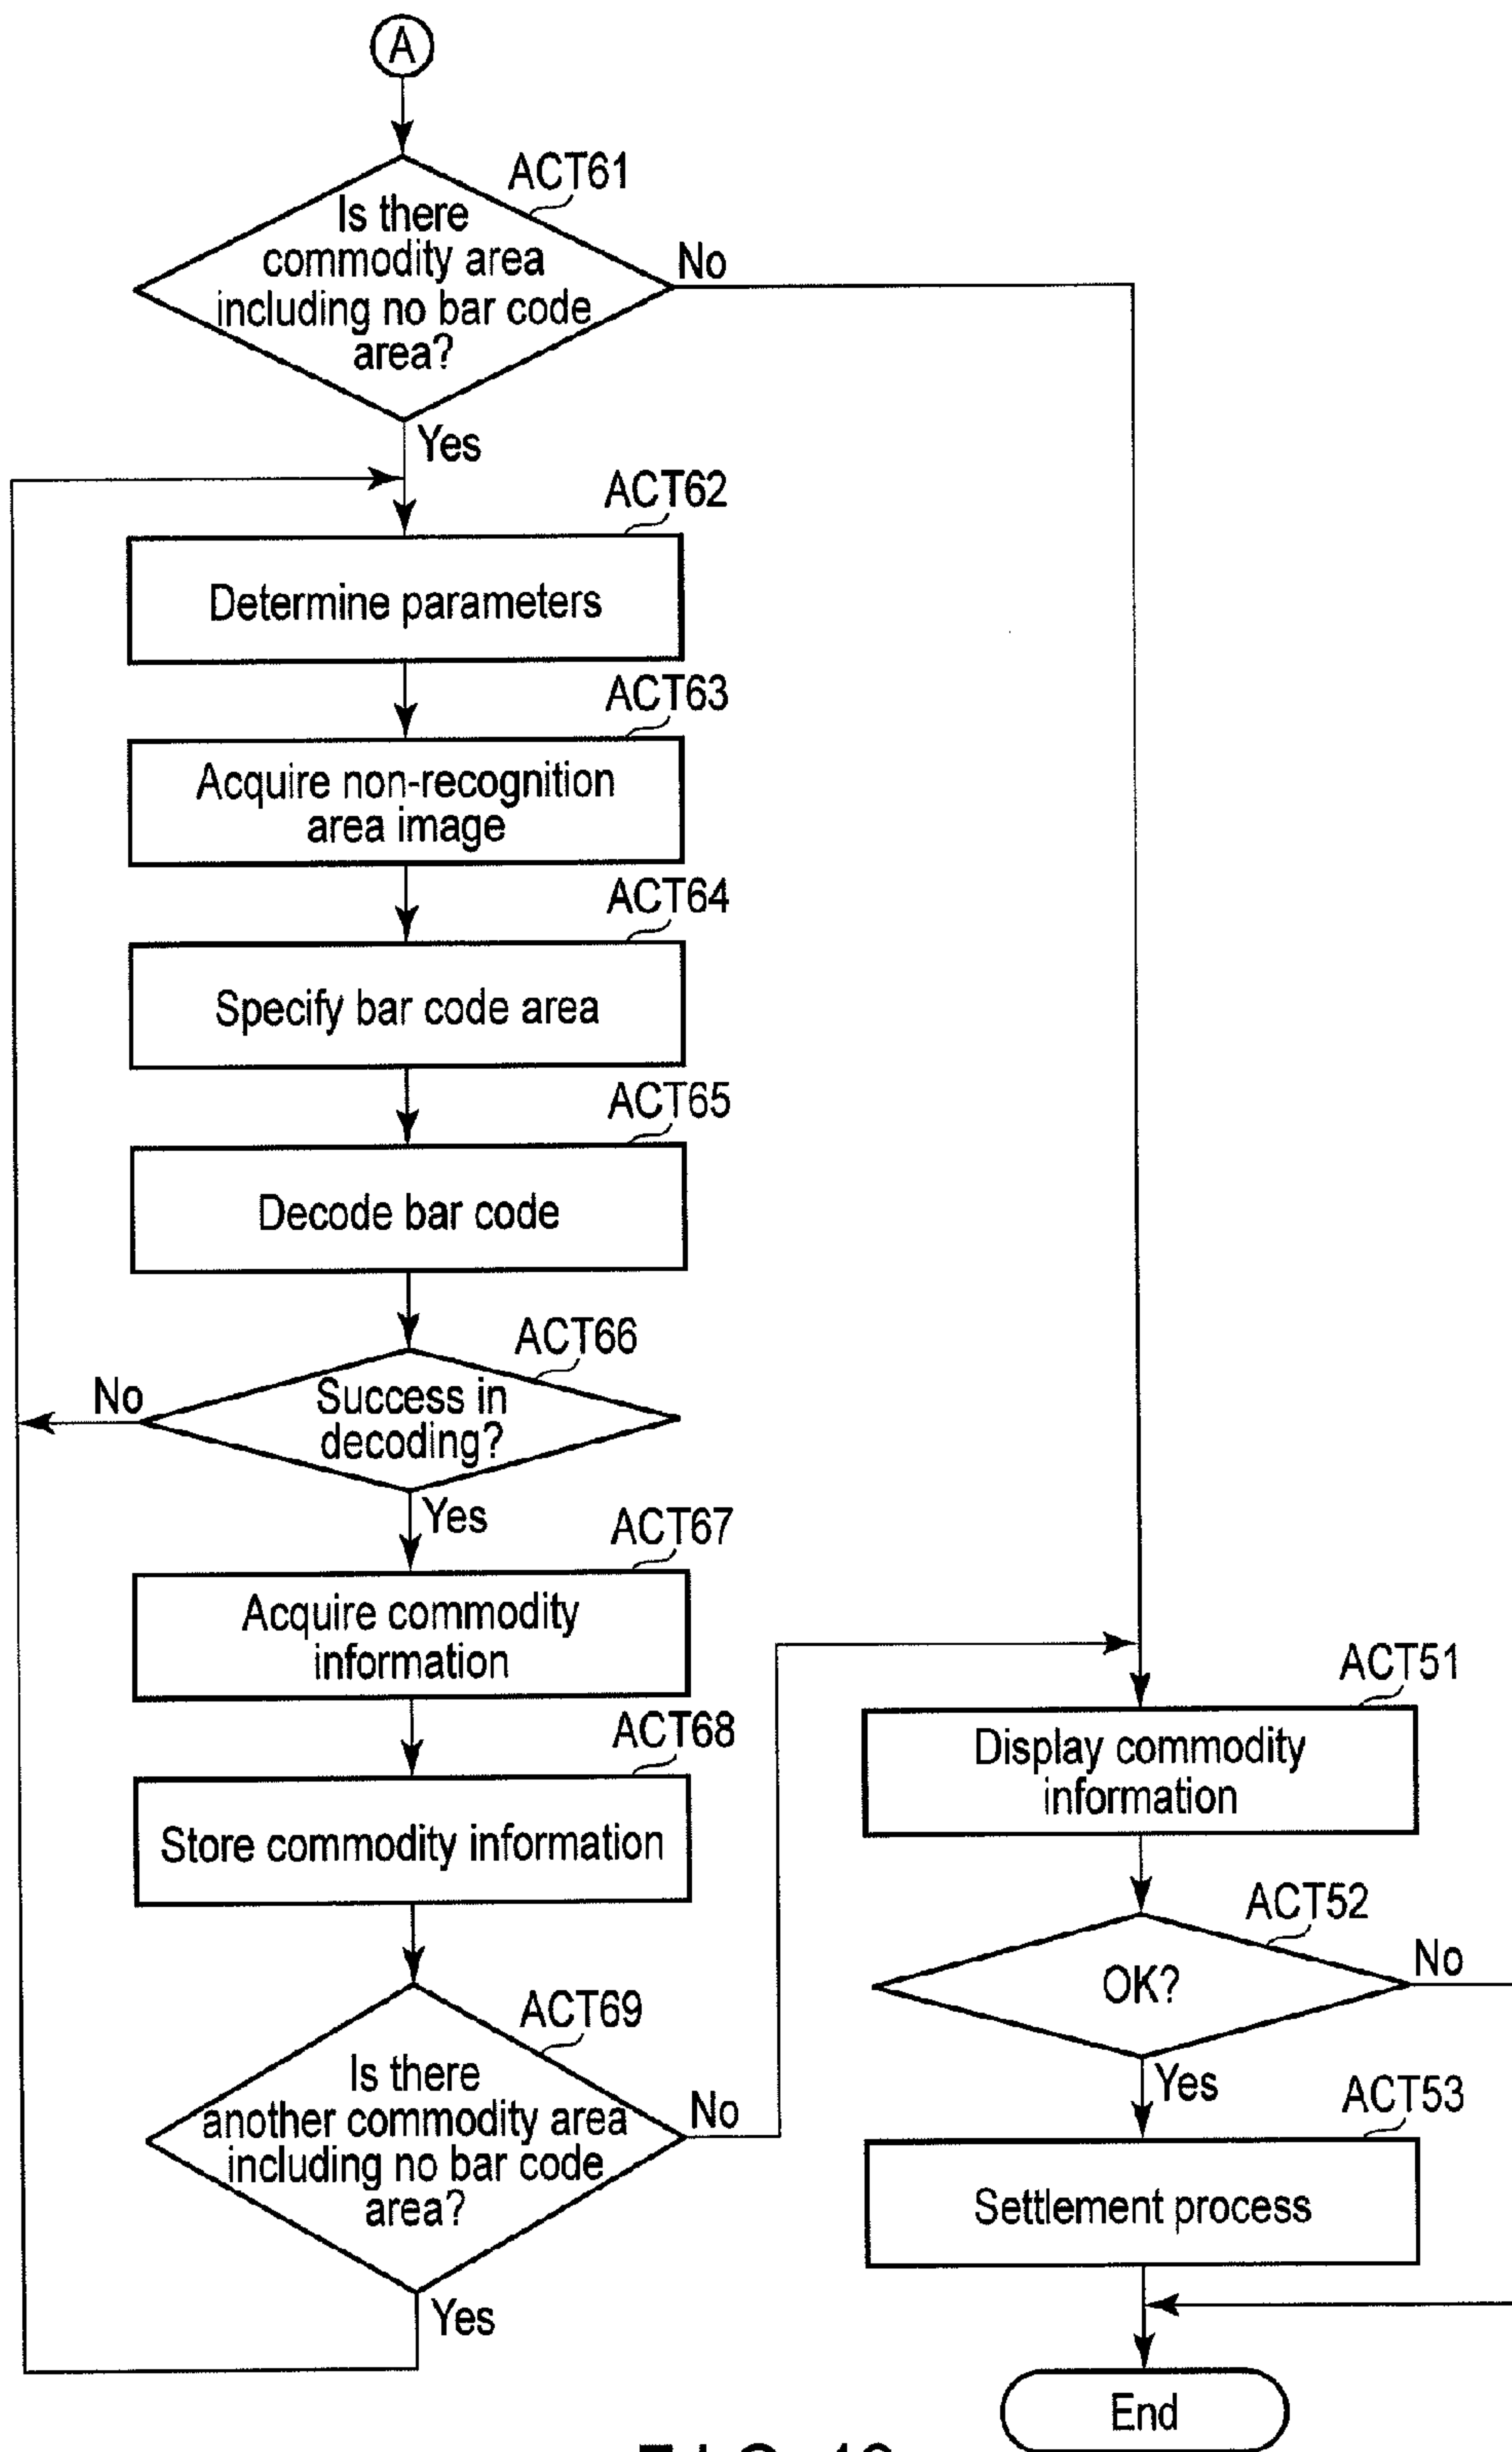 A
ACT61
Is there
commodity area
including no bar code
area?
No
Yes
ACT62
Determine parameters
ACT63
Acquire non-recognition
area image
ACT64
Specify bar code area
ACT65
Decode bar code
ACT66
Success in
decoding?
No
Yes
ACT67
Acquire commodity
information
ACT68
Store commodity information
ACT69
Is there
another commodity area
including no bar code
area?
No
Yes
ACT51
Display commodity
information
ACT52
OK?
No
Yes
ACT53
Settlement process
End